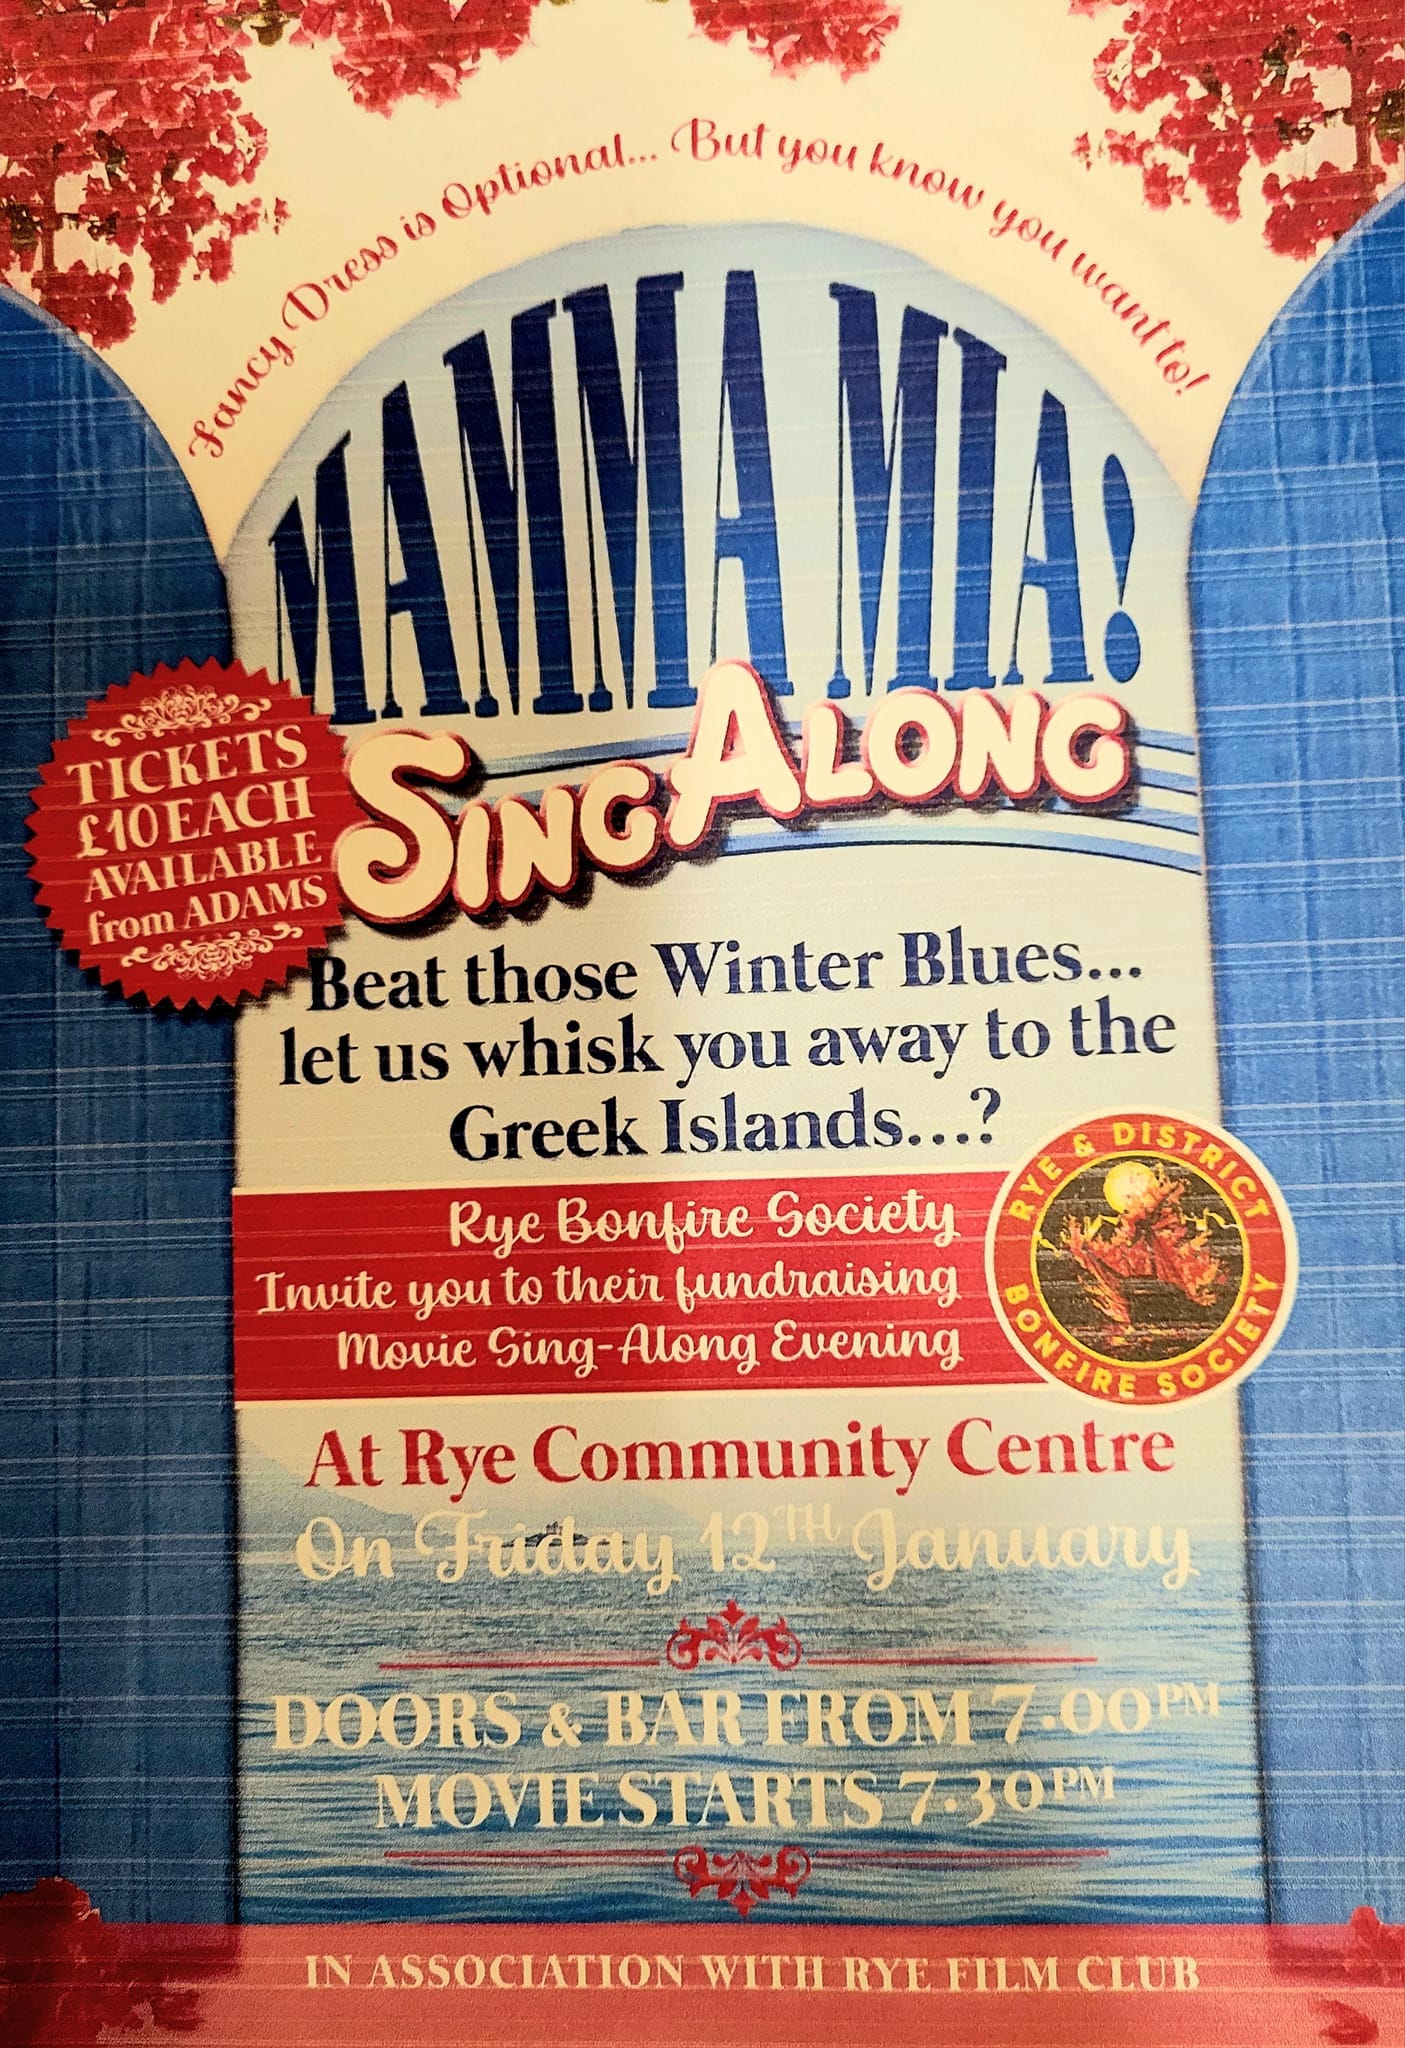 Fancy Dress is Optional... But you know you want to!
MAMMA MIA!
SING ALONG
TICKETS
£10 EACH
AVAILABLE
from ADAMS
Beat those Winter Blues...
let us whisk you away to the
Greek Islands...?
Rye Bonfire Society
Invite you to their fundraising
Movie Sing-Along Evening
RYE & DISTRICT
BONFIRE SOCIETY
At Rye Community Centre
On Friday 12TH January
DOORS & BAR FROM 7.00PM
MOVIE STARTS 7.30PM
IN ASSOCIATION WITH RYE FILM CLUB